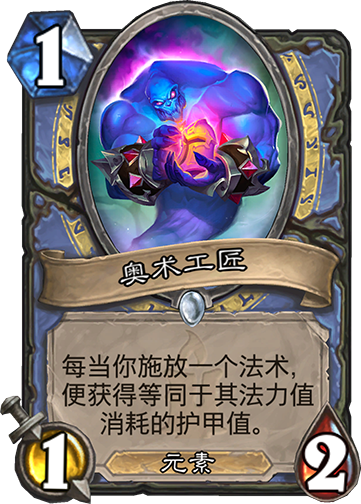 1
奥术工匠
每当你施放一个法术，
便获得等同于其法力值
消耗的护甲值。
1
元素
2